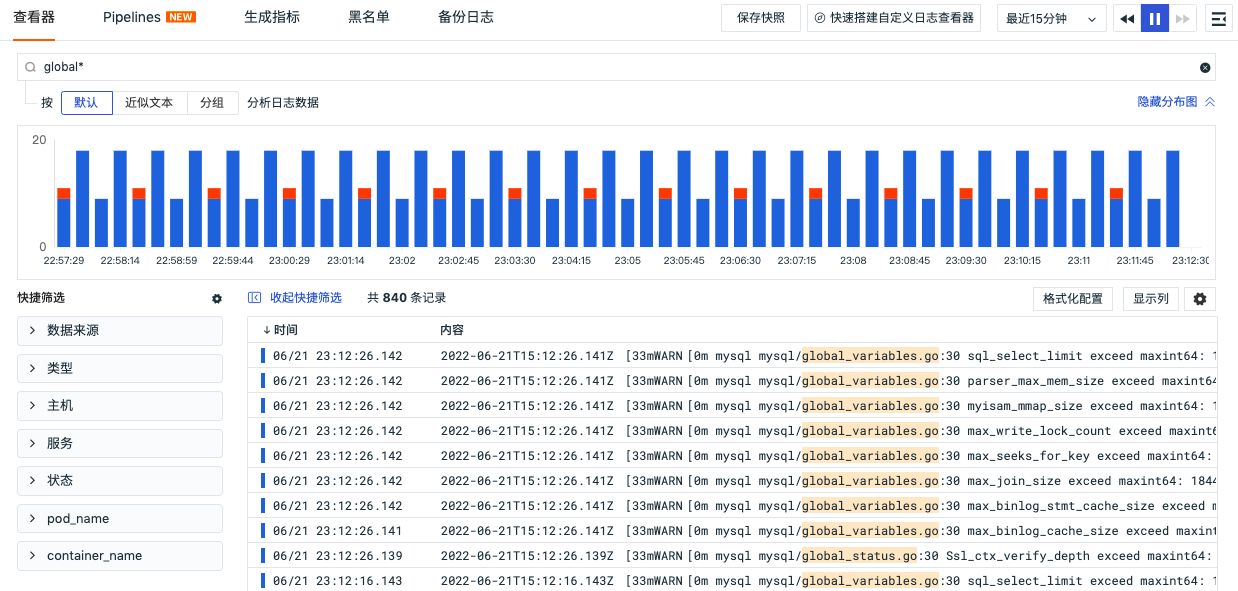 查看器 Pipelines NEW 生成指标 黑名单 备份日志 保存快照 快速搭建自定义日志查看器 最近15分钟
global*
按 默认 近似文本 分组 分析日志数据 隐藏分布图
20
0
22:57:29 22:58:14 22:58:59 22:59:44 23:00:29 23:01:14 23:02 23:02:45 23:03:30 23:04:15 23:05 23:05:45 23:06:30 23:07:15 23:08 23:08:45 23:09:30 23:10:15 23:11 23:11:45 23:12:30
快捷筛选 收起快捷筛选 共 840 条记录 格式化配置 显示列
数据来源
类型
主机
服务
状态
pod_name
container_name
时间 内容
06/21 23:12:26.142 2022-06-21T15:12:26.141Z [33mWARN [0m mysql mysql/global_variables.go:30 sql_select_limit exceed maxint64: 1
06/21 23:12:26.142 2022-06-21T15:12:26.141Z [33mWARN [0m mysql mysql/global_variables.go:30 parser_max_mem_size exceed maxint64
06/21 23:12:26.142 2022-06-21T15:12:26.141Z [33mWARN [0m mysql mysql/global_variables.go:30 myisam_mmap_size exceed maxint64: 1
06/21 23:12:26.142 2022-06-21T15:12:26.141Z [33mWARN [0m mysql mysql/global_variables.go:30 max_write_lock_count exceed maxint6
06/21 23:12:26.142 2022-06-21T15:12:26.141Z [33mWARN [0m mysql mysql/global_variables.go:30 max_seeks_for_key exceed maxint64:
06/21 23:12:26.142 2022-06-21T15:12:26.141Z [33mWARN [0m mysql mysql/global_variables.go:30 max_join_size exceed maxint64: 1844
06/21 23:12:26.142 2022-06-21T15:12:26.141Z [33mWARN [0m mysql mysql/global_variables.go:30 max_binlog_stmt_cache_size exceed m
06/21 23:12:26.141 2022-06-21T15:12:26.141Z [33mWARN [0m mysql mysql/global_variables.go:30 max_binlog_cache_size exceed maxint
06/21 23:12:26.139 2022-06-21T15:12:26.139Z [33mWARN [0m mysql mysql/global_status.go:30 Ssl_ctx_verify_depth exceed maxint64:
06/21 23:12:16.143 2022-06-21T15:12:16.143Z [33mWARN [0m mysql mysql/global_variables.go:30 sql_select_limit exceed maxint64: 1